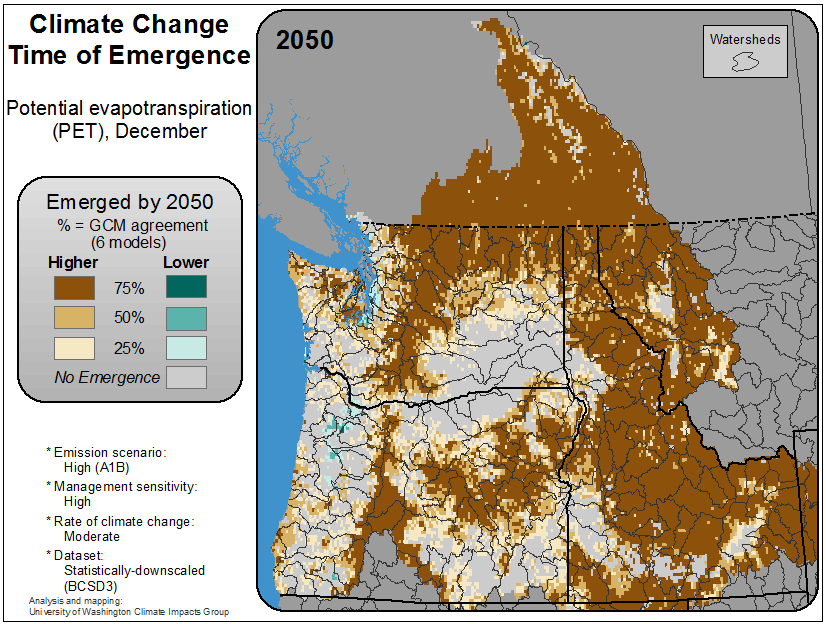 Climate Change
Time of Emergence
Potential evapotranspiration
(PET), December
Emerged by 2050
% = GCM agreement
(6 models)
Higher
Lower
75%
50%
25%
No Emergence
* Emission scenario:
High (A1B)
* Management sensitivity:
High
* Rate of climate change:
Moderate
* Dataset:
Statistically-downscaled
(BCSD3)
Analysis and mapping:
University of Washington Climate Impacts Group
2050
Watersheds